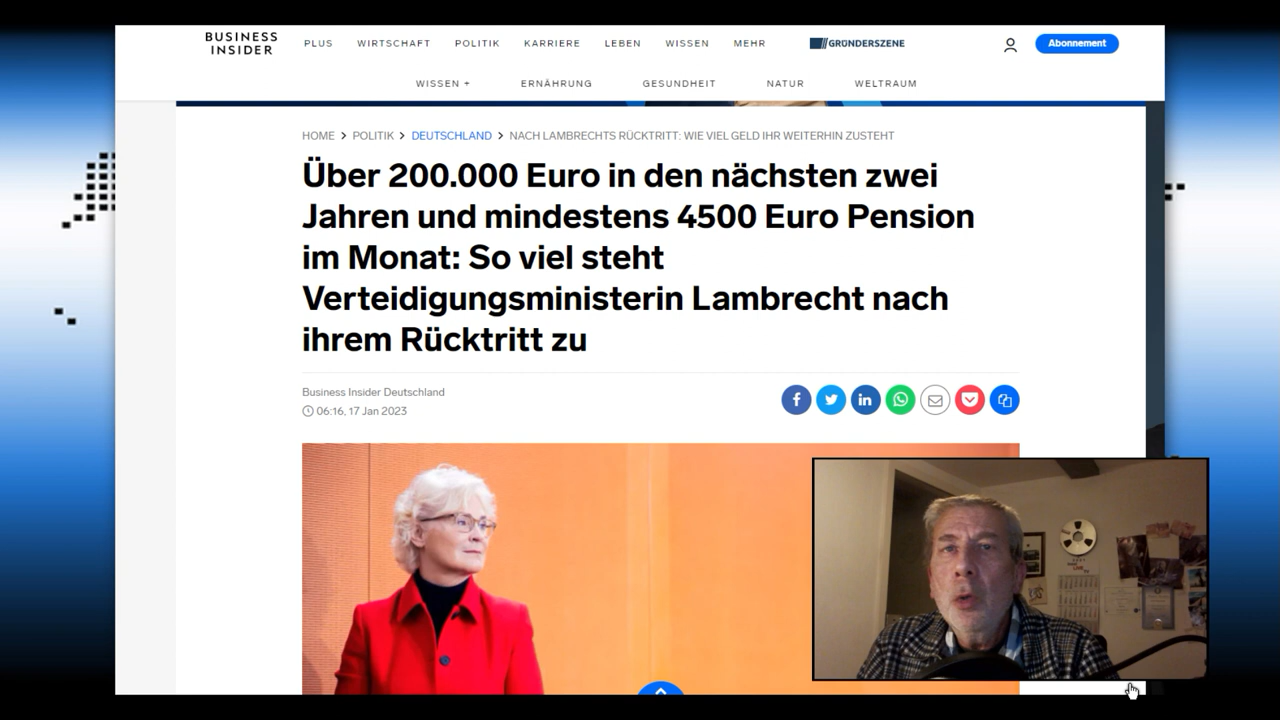 BUSINESS
INSIDER
PLUS WIRTSCHAFT POLITIK KARRIERE LEBEN WISSEN MEHR GRÜNDERSZENE Abonnement
WISSEN + ERNÄHRUNG GESUNDHEIT NATUR WELTRAUM
HOME > POLITIK > DEUTSCHLAND > NACH LAMBRECHTS RÜCKTRITT: WIE VIEL GELD IHR WEITERHIN ZUSTEHT
Über 200.000 Euro in den nächsten zwei
Jahren und mindestens 4500 Euro Pension
im Monat: So viel steht
Verteidigungsministerin Lambrecht nach
ihrem Rücktritt zu
Business Insider Deutschland
06:16, 17 Jan 2023